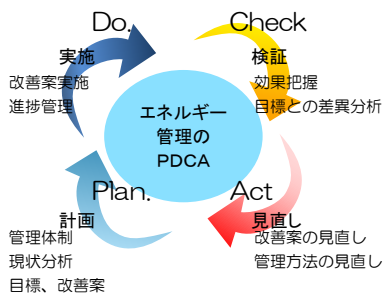 Do.
実施
改善案実施
進捗管理
Check
検証
効果把握
目標との差異分析
エネルギー
管理の
PDCA
Plan.
計画
管理体制
現状分析
目標、改善案
Act
見直し
改善案の見直し
管理方法の見直し